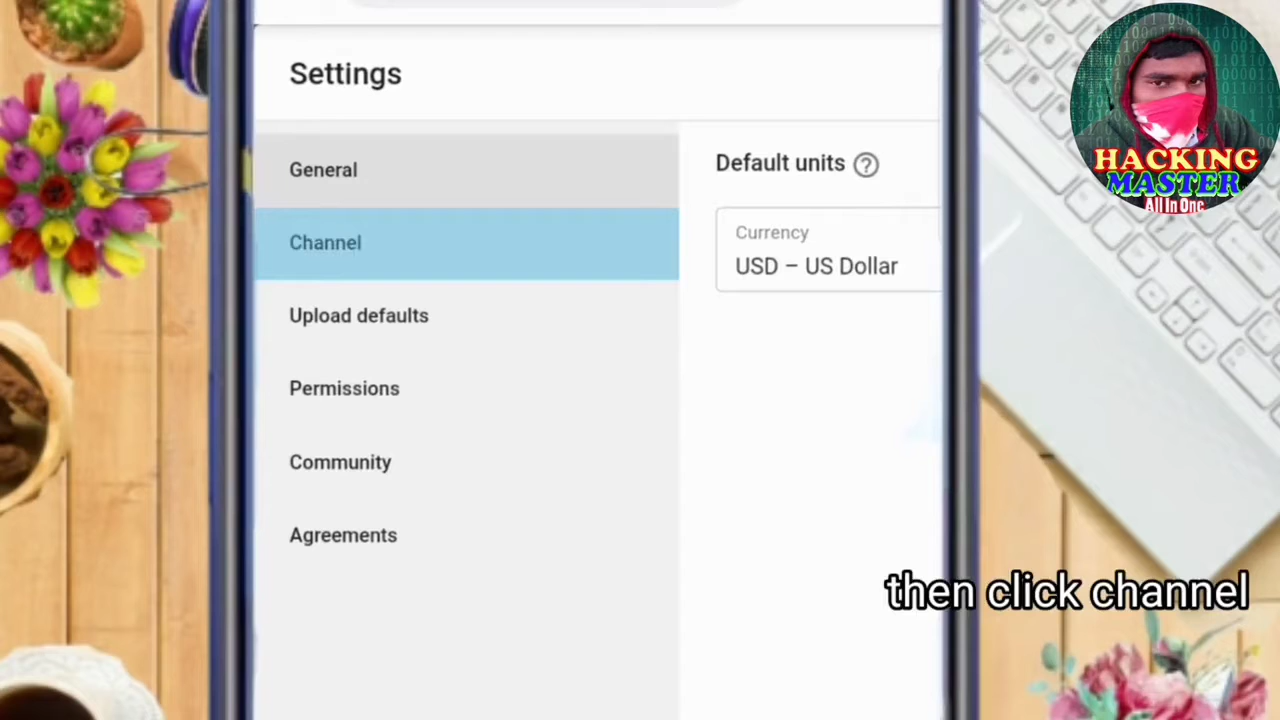 Settings
General
Channel
Upload defaults
Permissions
Community
Agreements
Default units ?
Currency
USD – US Dollar
HACKING
MASTER
All In One
then click channel